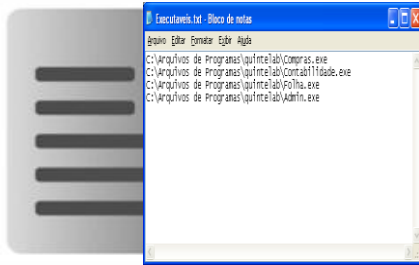 Executaveis.txt - Bloco de notas
Arquivo Editar Formatar Exibir Ajuda
C:\Arquivos de Programas\quintelab\Compras.exe
C:\Arquivos de Programas\quintelab\Contabilidade.exe
C:\Arquivos de Programas\quintelab\Folha.exe
C:\Arquivos de Programas\quintelab\Admin.exe